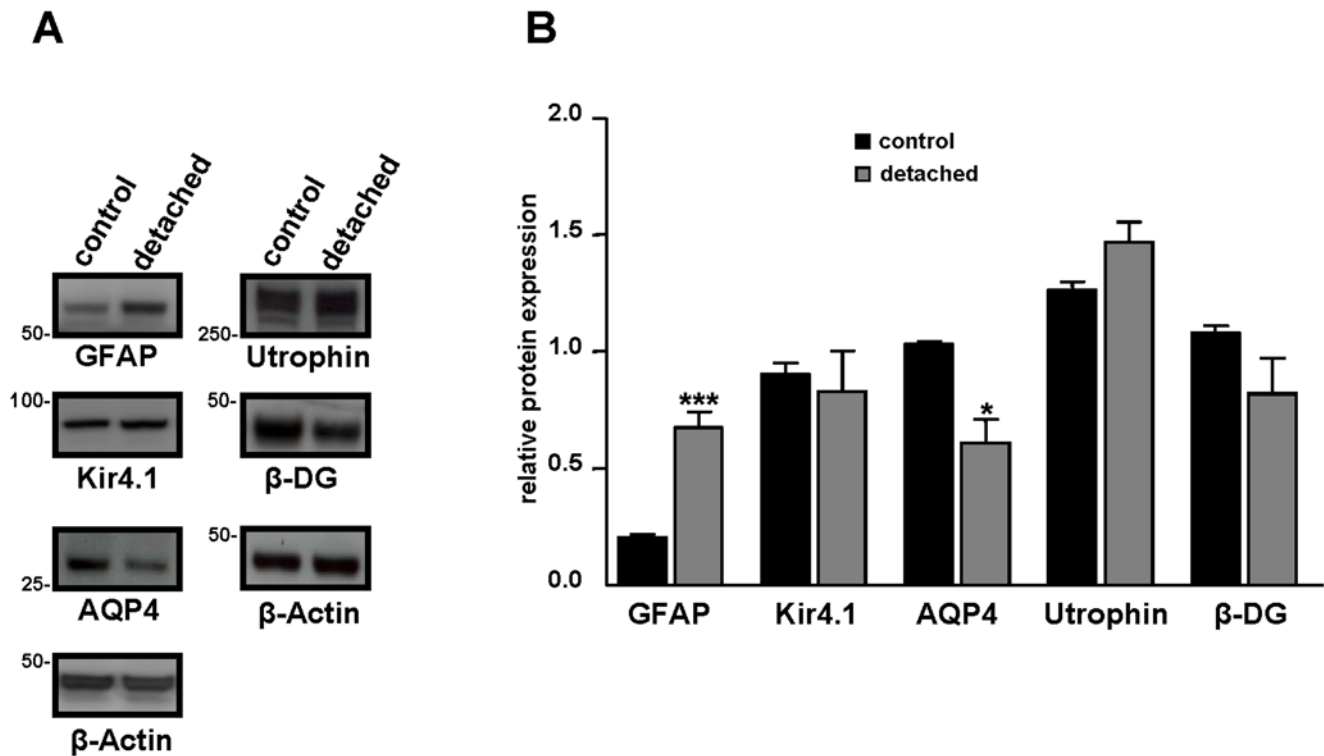 A
B
control
detached
control
detached
50-
GFAP
250-
Utrophin
100-
Kir4.1
50-
β-DG
25-
AQP4
50-
β-Actin
50-
β-Actin
relative protein expression
2.0
1.5
1.0
0.5
0.0
control
detached
***
*
GFAP Kir4.1 AQP4 Utrophin β-DG